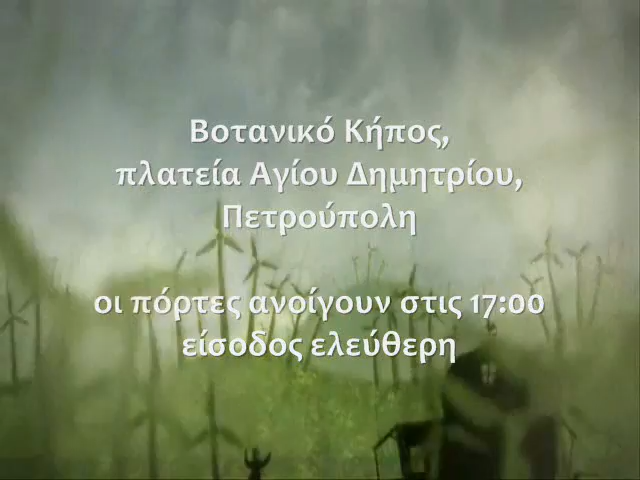 Βοτανικό Κήπος,
πλατεία Αγίου Δημητρίου,
Πετρούπολη
οι πόρτες ανοίγουν στις 17:00
είσοδος ελεύθερη